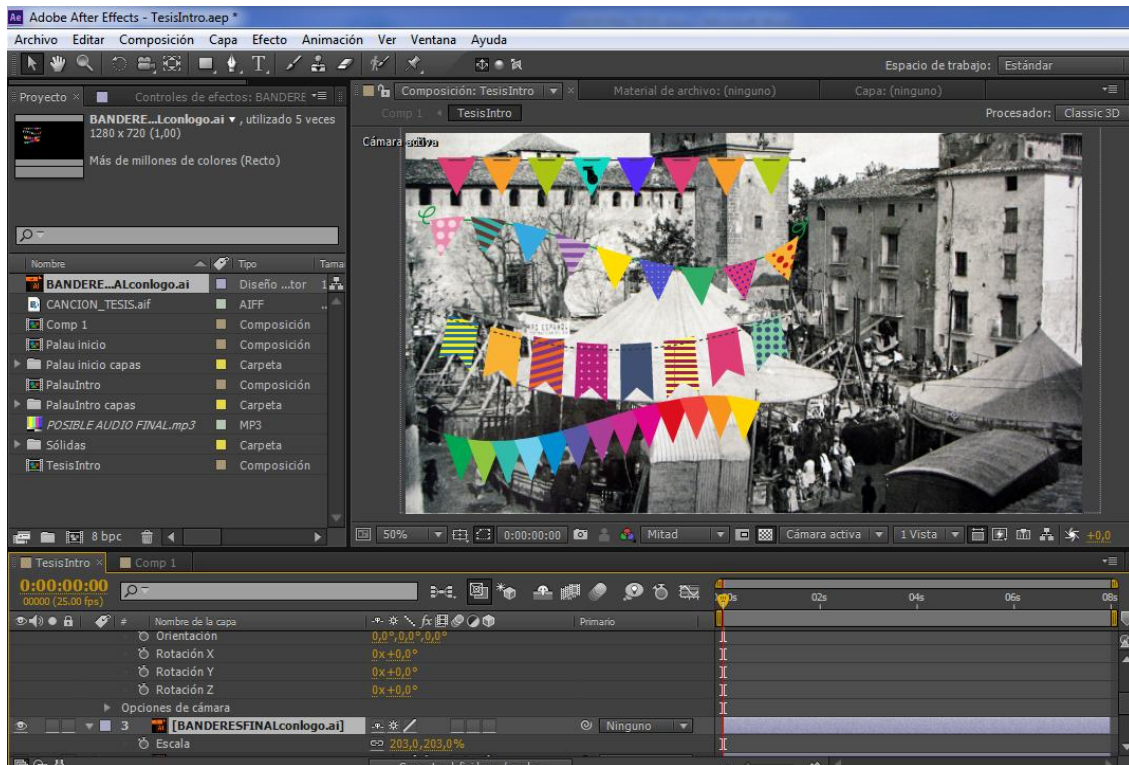 Adobe After Effects - TesisIntro.aep *
Archivo Editar Composición Capa Efecto Animación Ver Ventana Ayuda
Espacio de trabajo: Estándar
Proyecto × Controles de efectos: BANDERE
Composición: TesisIntro × Material de archivo: (ninguno) Capa: (ninguno)
Comp 1 TesisIntro Procesador: Classic 3D
BANDERE...Lconlogo.ai ▾ , utilizado 5 veces
1280 x 720 (1,00)
Más de millones de colores (Recto)
Cámara activa
Nombre Tipo Tama
BANDERE...ALconlogo.ai Diseño ...tor 1
CANCION_TESIS.aif AIFF ..
Comp 1 Composición
Palau inicio Composición
Palau inicio capas Carpeta
PalauIntro Composición
PalauIntro capas Carpeta
POSIBLE AUDIO FINAL.mp3 MP3
Sólidas Carpeta
TesisIntro Composición
8 bpc
50% 0:00:00:00 Mitad Cámara activa 1 Vista +0,0
TesisIntro × Comp 1
0:00:00:00
00000 (25.00 fps)
02s 04s 06s 08s
# Nombre de la capa Primario
Orientación 0,0°,0,0°,0,0°
Rotación X 0x+0,0°
Rotación Y 0x+0,0°
Rotación Z 0x+0,0°
Opciones de cámara
3 [BANDERESFINALconlogo.ai] Ninguno
Escala 203,0,203,0%